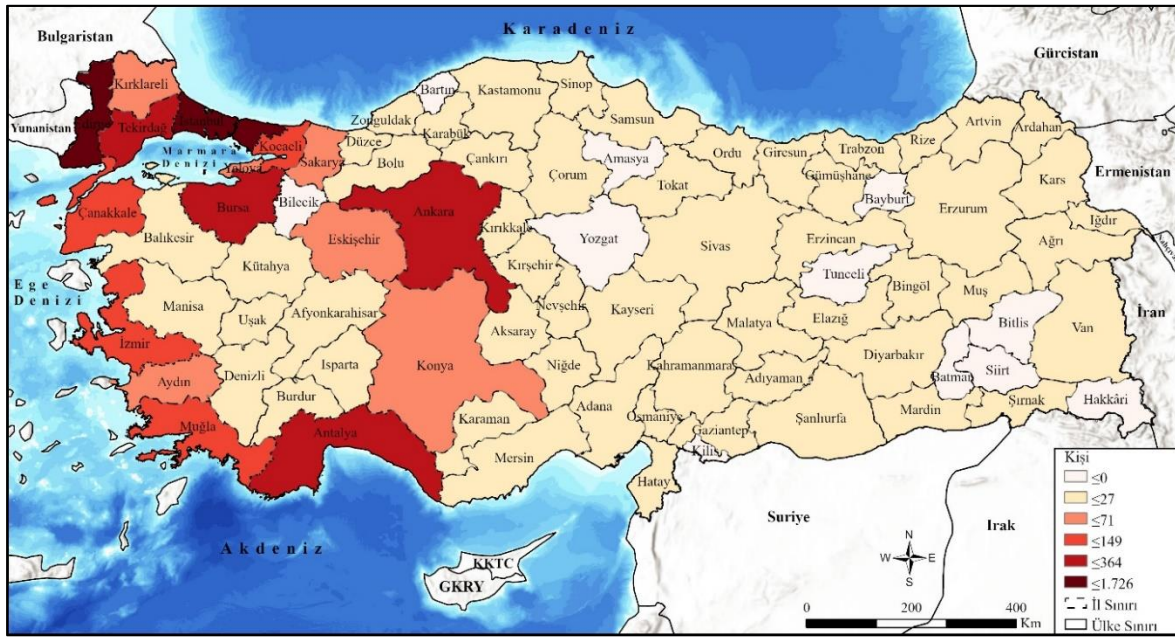 Bulgaristan
Karadeniz
Gürcistan
Kırklareli
Yunanistan
Edirne
Tekirdağ
İstanbul
Marmara
Denizi
Kocaeli
Yalova
Sakarya
Düzce
Zonguldak
Bartın
Karabük
Kastamonu
Sinop
Samsun
Bolu
Çankırı
Çorum
Amasya
Tokat
Ordu
Giresun
Trabzon
Gümüşhane
Rize
Artvin
Ardahan
Bayburt
Kars
Ermenistan
Iğdır
Çanakkale
Balıkesir
Bursa
Bilecik
Eskişehir
Ankara
Kırıkkale
Yozgat
Sivas
Erzincan
Erzurum
Ağrı
Ege
Denizi
Kütahya
Manisa
Uşak
Afyonkarahisar
Kırşehir
Nevşehir
Kayseri
Tunceli
Bingöl
Muş
Bitlis
Van
İran
İzmir
Aydın
Denizli
Isparta
Burdur
Konya
Aksaray
Niğde
Malatya
Elazığ
Diyarbakır
Batman
Siirt
Hakkâri
Muğla
Antalya
Karaman
Mersin
Adana
Kahramanmaraş
Adıyaman
Osmaniye
Gaziantep
Kilis
Şanlıurfa
Mardin
Şırnak
Hatay
Suriye
Irak
Akdeniz
KKTC
GKRY
N
W E
S
0 200 400
Km
Kişi
≤0
≤27
≤71
≤149
≤364
≤1.726
İl Sınırı
Ülke Sınırı